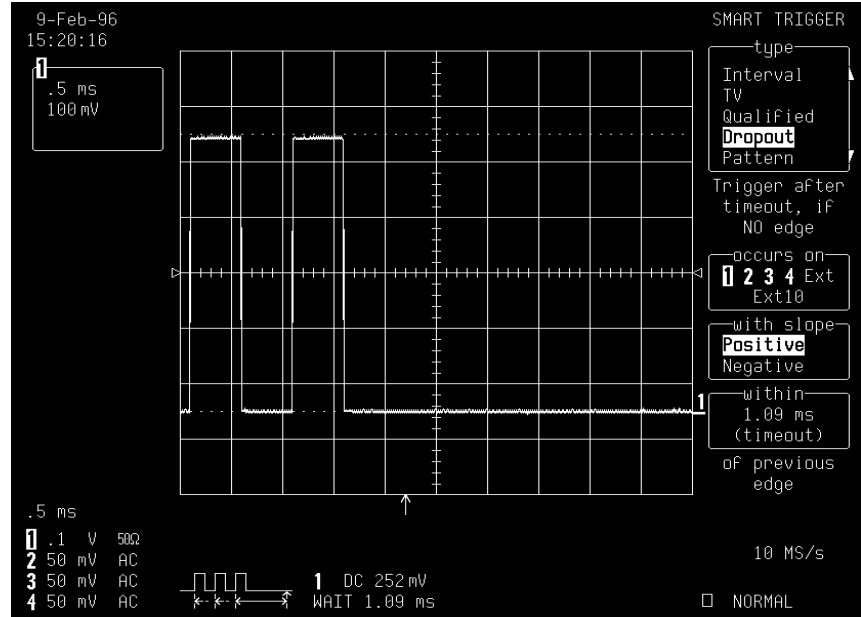 9-Feb-96
15:20:16
1
.5 ms
100 mV
SMART TRIGGER
type
Interval
TV
Qualified
Dropout
Pattern
Trigger after
timeout, if
NO edge
occurs on
1 2 3 4 Ext
Ext10
with slope
Positive
Negative
within
1.09 ms
(timeout)
of previous
edge
1
.5 ms
1 .1 V 50Ω
2 50 mV AC
3 50 mV AC
4 50 mV AC
1 DC 252 mV
WAIT 1.09 ms
10 MS/s
NORMAL